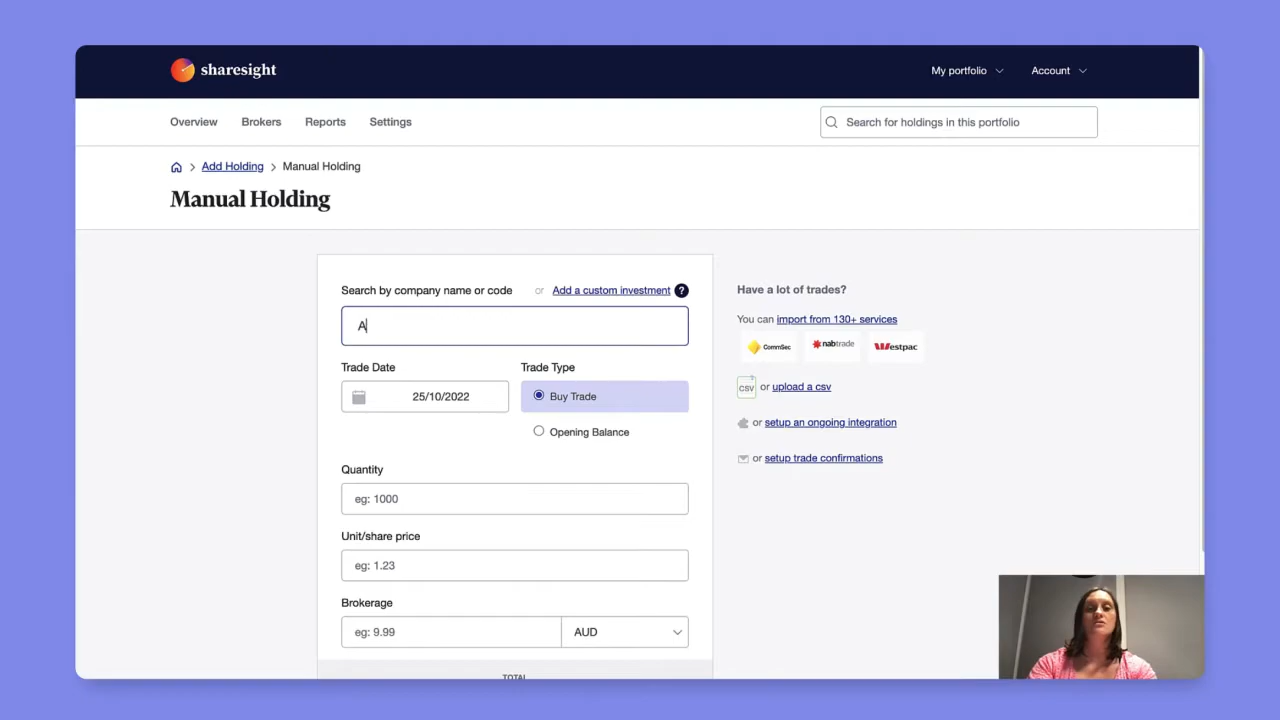 sharesight
My portfolio
Account
Overview
Brokers
Reports
Settings
Search for holdings in this portfolio
Add Holding
Manual Holding
Manual Holding
Search by company name or code
or Add a custom investment ?
A
Trade Date
25/10/2022
Trade Type
Buy Trade
Opening Balance
Quantity
eg: 1000
Unit/share price
eg: 1.23
Brokerage
eg: 9.99
AUD
TOTAL
Have a lot of trades?
You can import from 130+ services
CommSec
nabtrade
Westpac
CSV or upload a csv
or setup an ongoing integration
or setup trade confirmations